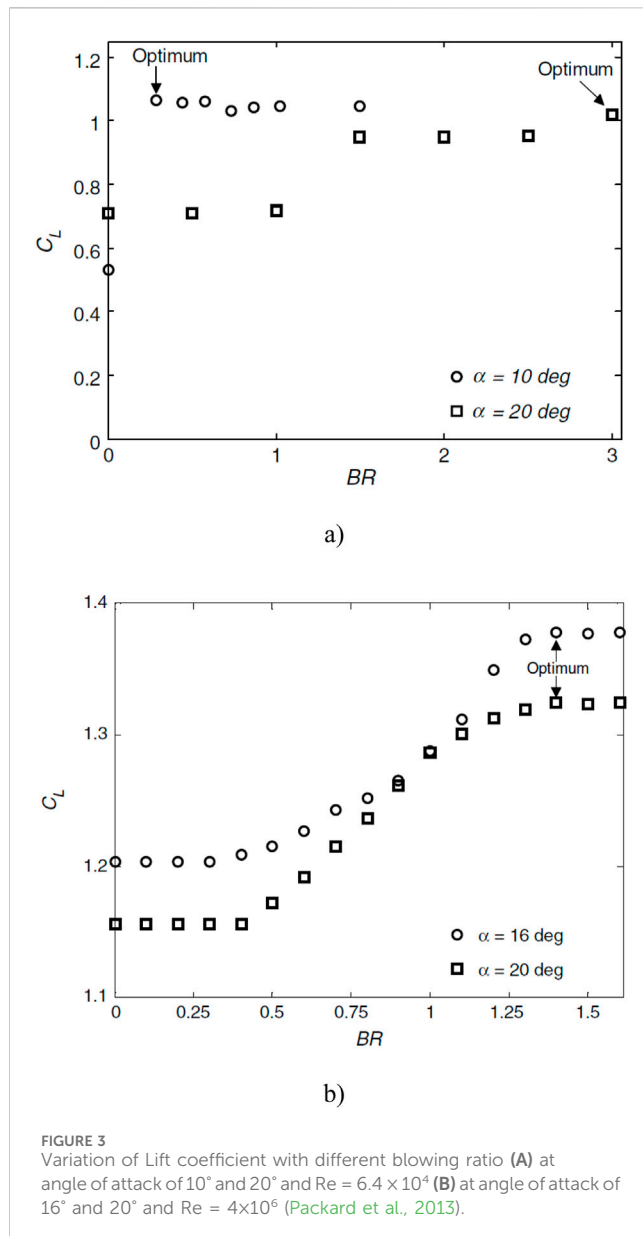 1.2
Optimum
Optimum
1
0.8
C_L
0.6
0.4
α = 10 deg
0.2
α = 20 deg
0
0 1 2 3
BR
a)
1.4
Optimum
1.3
C_L
1.2
α = 16 deg
α = 20 deg
1.1
0 0.25 0.5 0.75 1 1.25 1.5
BR
b)
FIGURE 3
Variation of Lift coefficient with different blowing ratio (A) at
angle of attack of 10° and 20° and Re = 6.4 × 10⁴ (B) at angle of attack of
16° and 20° and Re = 4×10⁶ (Packard et al., 2013).